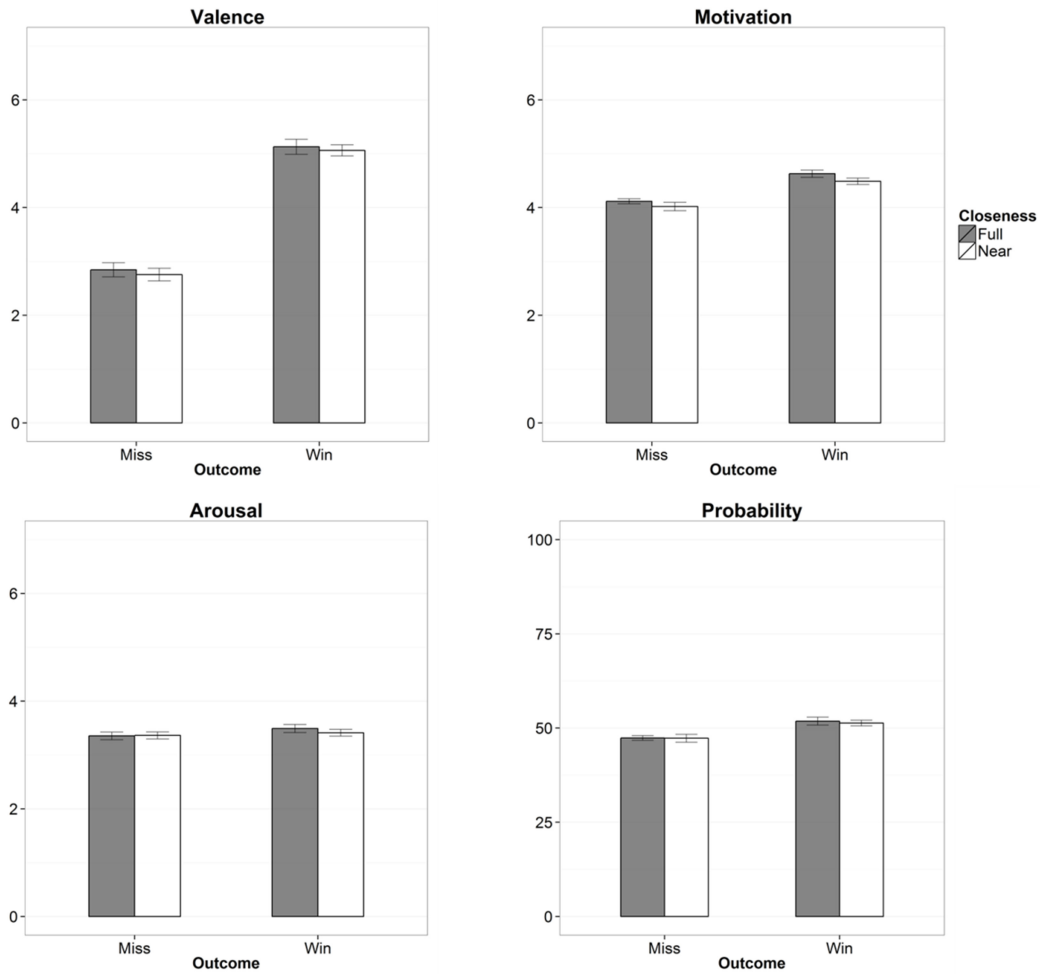 Valence
6
4
2
0
Miss Win
Outcome
Motivation
6
4
2
0
Miss Win
Outcome
Closeness
Full
Near
Arousal
6
4
2
0
Miss Win
Outcome
Probability
100
75
50
25
0
Miss Win
Outcome